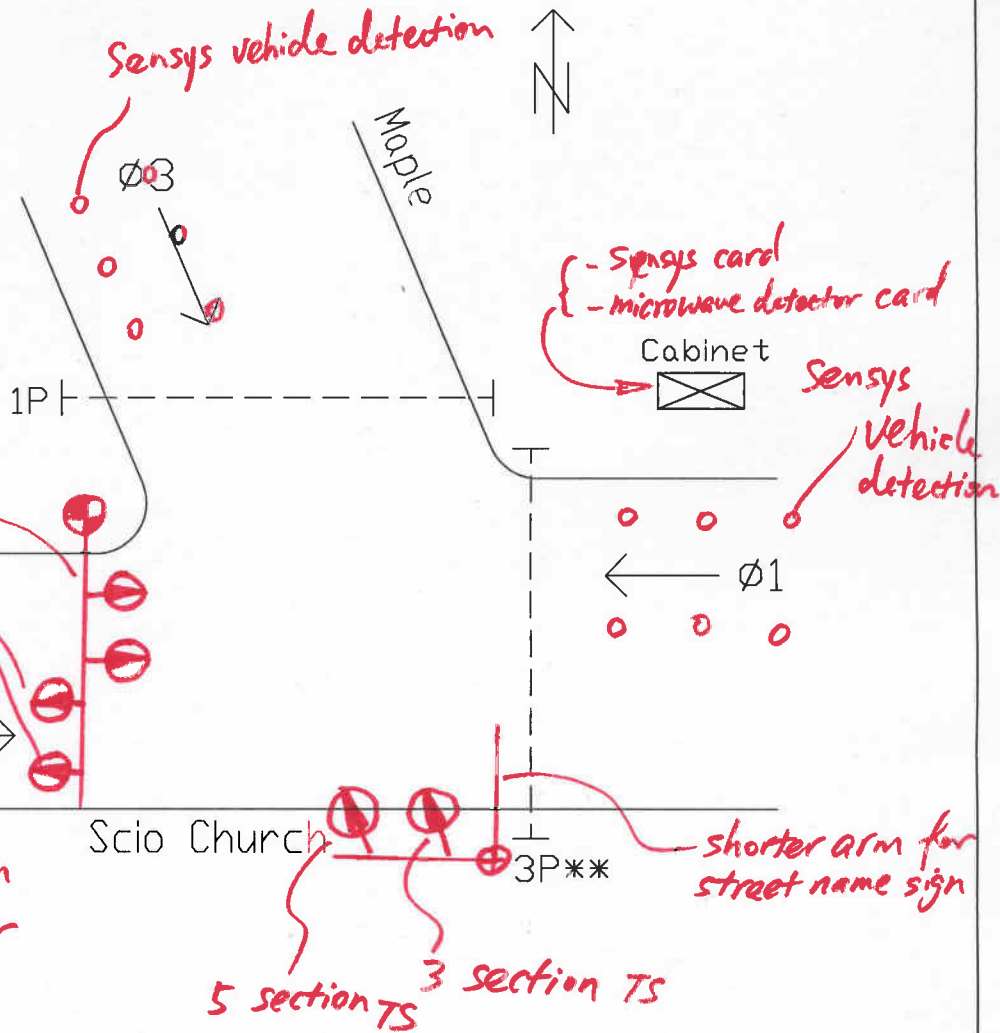 Sensys vehicle detection
N
Maple
Ø3
- sensys card
- microwave detector card
Cabinet
1P
Sensys
vehicle
detection
Ø1
Scio Church
3P**
shorter arm for
street name sign
5 section TS
3 section TS